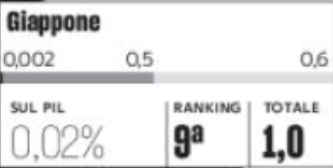 Giappone
0,002 0,5 0,6
SUL PIL RANKING TOTALE
0,02% 9ª 1,0